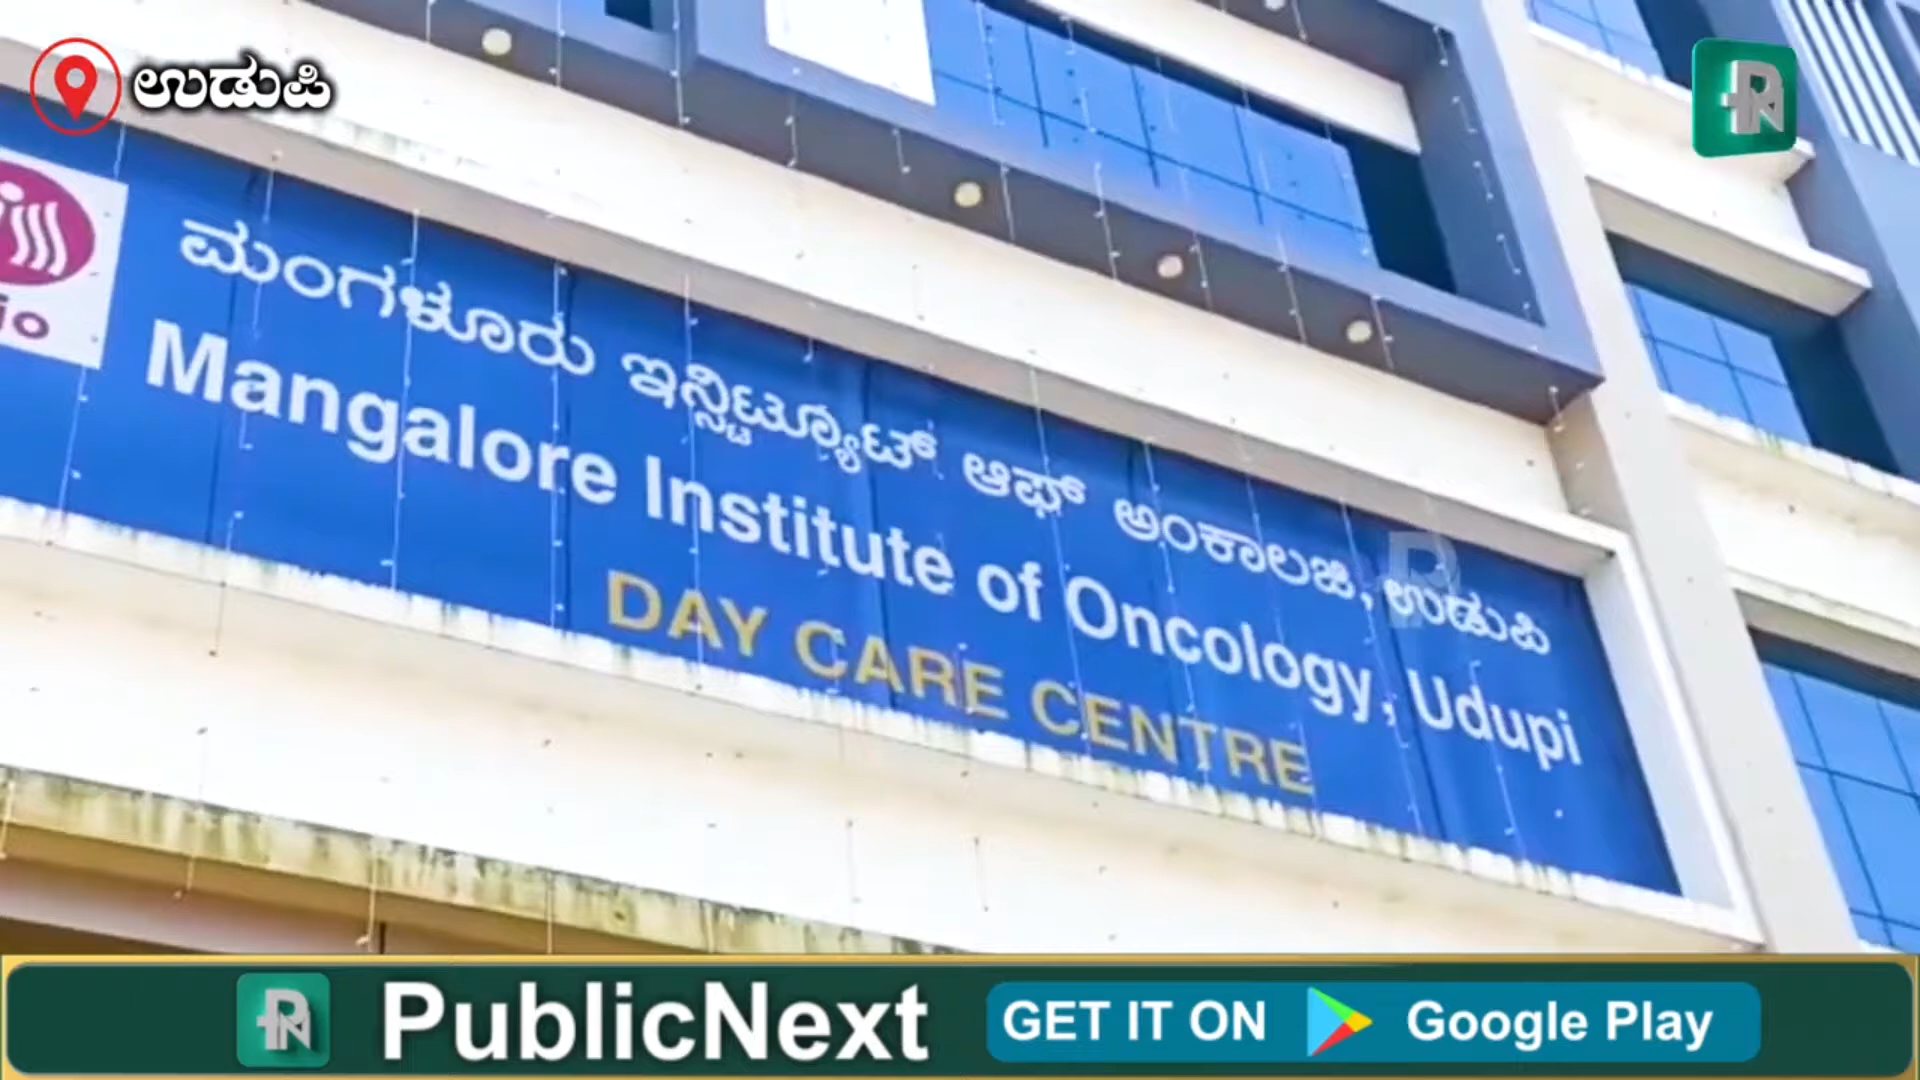 ಉಡುಪಿ
ಮಂಗಳೂರು ಇನ್ಸ್ಟಿಟ್ಯೂಟ್ ಆಫ್ ಅಂಕಾಲಜಿ, ಉಡುಪಿ
Mangalore Institute of Oncology, Udupi
DAY CARE CENTRE
PublicNext
GET IT ON Google Play